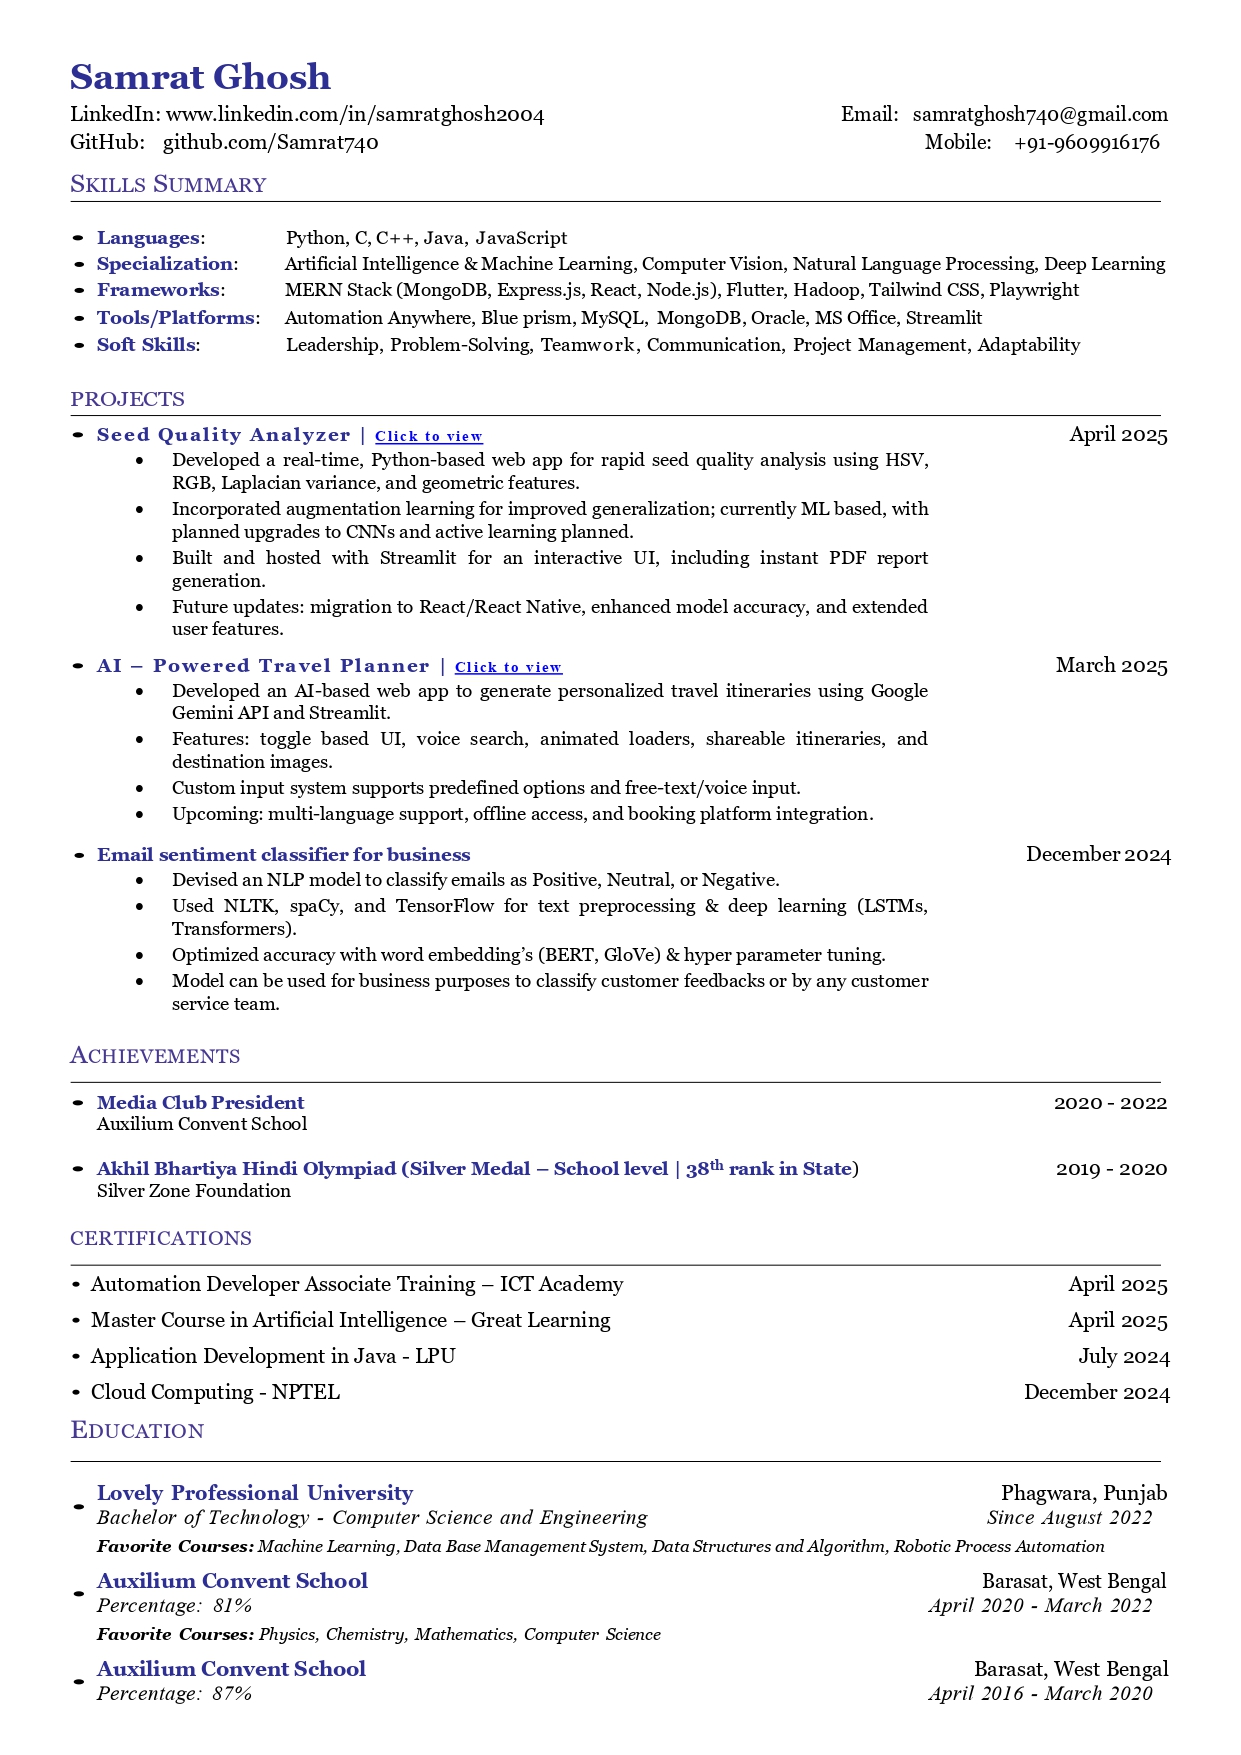 Samrat Ghosh
LinkedIn: www.linkedin.com/in/samratghosh2004 Email: samratghosh740@gmail.com
GitHub: github.com/Samrat740 Mobile: +91-9609916176
SKILLS SUMMARY
• Languages: Python, C, C++, Java, JavaScript
• Specialization: Artificial Intelligence & Machine Learning, Computer Vision, Natural Language Processing, Deep Learning
• Frameworks: MERN Stack (MongoDB, Express.js, React, Node.js), Flutter, Hadoop, Tailwind CSS, Playwright
• Tools/Platforms: Automation Anywhere, Blue prism, MySQL, MongoDB, Oracle, MS Office, Streamlit
• Soft Skills: Leadership, Problem-Solving, Teamwork, Communication, Project Management, Adaptability
PROJECTS
• Seed Quality Analyzer | Click to view April 2025
• Developed a real-time, Python-based web app for rapid seed quality analysis using HSV,
RGB, Laplacian variance, and geometric features.
• Incorporated augmentation learning for improved generalization; currently ML based, with
planned upgrades to CNNs and active learning planned.
• Built and hosted with Streamlit for an interactive UI, including instant PDF report
generation.
• Future updates: migration to React/React Native, enhanced model accuracy, and extended
user features.
• AI – Powered Travel Planner | Click to view March 2025
• Developed an AI-based web app to generate personalized travel itineraries using Google
Gemini API and Streamlit.
• Features: toggle based UI, voice search, animated loaders, shareable itineraries, and
destination images.
• Custom input system supports predefined options and free-text/voice input.
• Upcoming: multi-language support, offline access, and booking platform integration.
• Email sentiment classifier for business December 2024
• Devised an NLP model to classify emails as Positive, Neutral, or Negative.
• Used NLTK, spaCy, and TensorFlow for text preprocessing & deep learning (LSTMs,
Transformers).
• Optimized accuracy with word embedding's (BERT, GloVe) & hyper parameter tuning.
• Model can be used for business purposes to classify customer feedbacks or by any customer
service team.
ACHIEVEMENTS
• Media Club President 2020 - 2022
Auxilium Convent School
• Akhil Bhartiya Hindi Olympiad (Silver Medal – School level | 38th rank in State) 2019 - 2020
Silver Zone Foundation
CERTIFICATIONS
• Automation Developer Associate Training – ICT Academy April 2025
• Master Course in Artificial Intelligence – Great Learning April 2025
• Application Development in Java - LPU July 2024
• Cloud Computing - NPTEL December 2024
EDUCATION
• Lovely Professional University Phagwara, Punjab
Bachelor of Technology - Computer Science and Engineering Since August 2022
Favorite Courses: Machine Learning, Data Base Management System, Data Structures and Algorithm, Robotic Process Automation
• Auxilium Convent School Barasat, West Bengal
Percentage: 81% April 2020 - March 2022
Favorite Courses: Physics, Chemistry, Mathematics, Computer Science
• Auxilium Convent School Barasat, West Bengal
Percentage: 87% April 2016 - March 2020